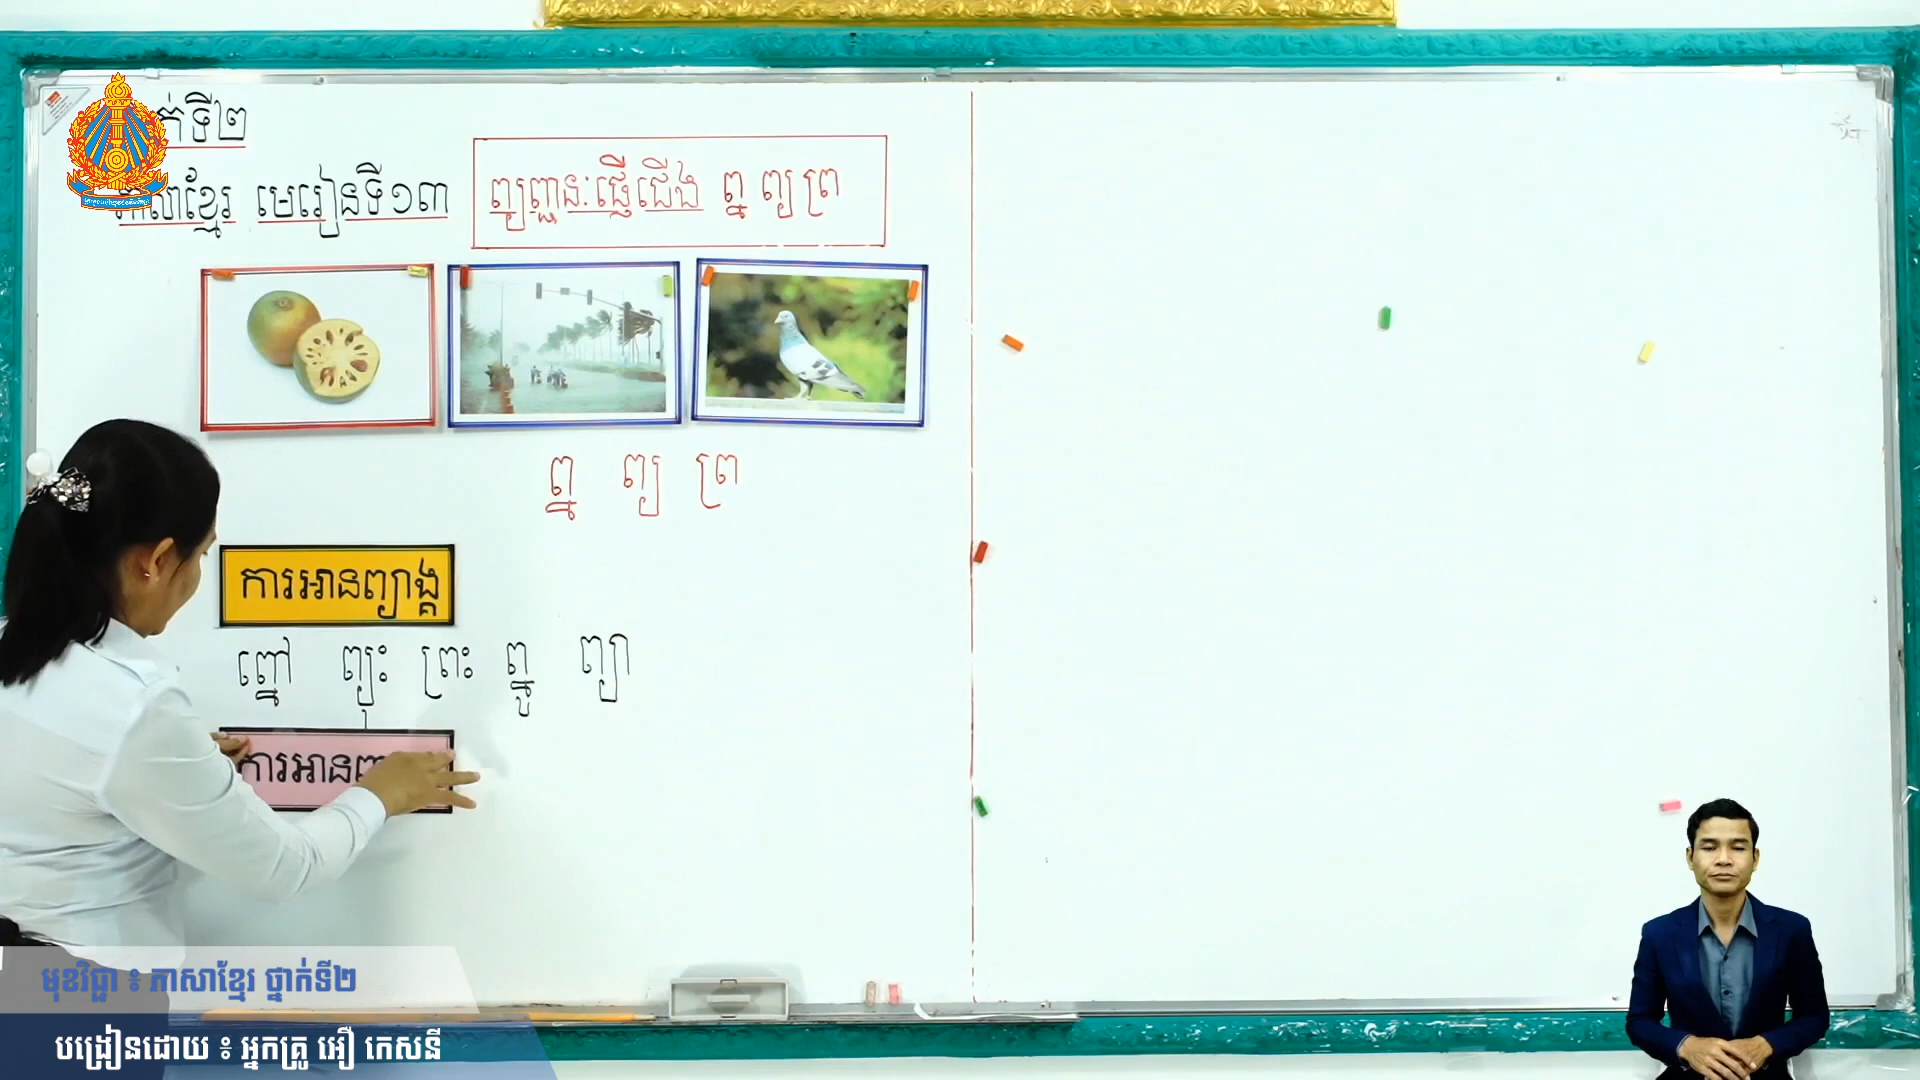 ថ្នាក់ទី២
ភាសាខ្មែរ មេរៀនទី១៣
ព្យញ្ជនៈផ្ញើជើង ព្ន ព្យ ព្រ
ព្ន ព្យ ព្រ
ការអានព្យាង្គ
ព្នៅ ព្យុះ ព្រះ ព្នូ ព្យា
ការអាន
មុខវិជ្ជា ៖ ភាសាខ្មែរ ថ្នាក់ទី២
បង្រៀនដោយ ៖ អ្នកគ្រូ អឿ កេសនី